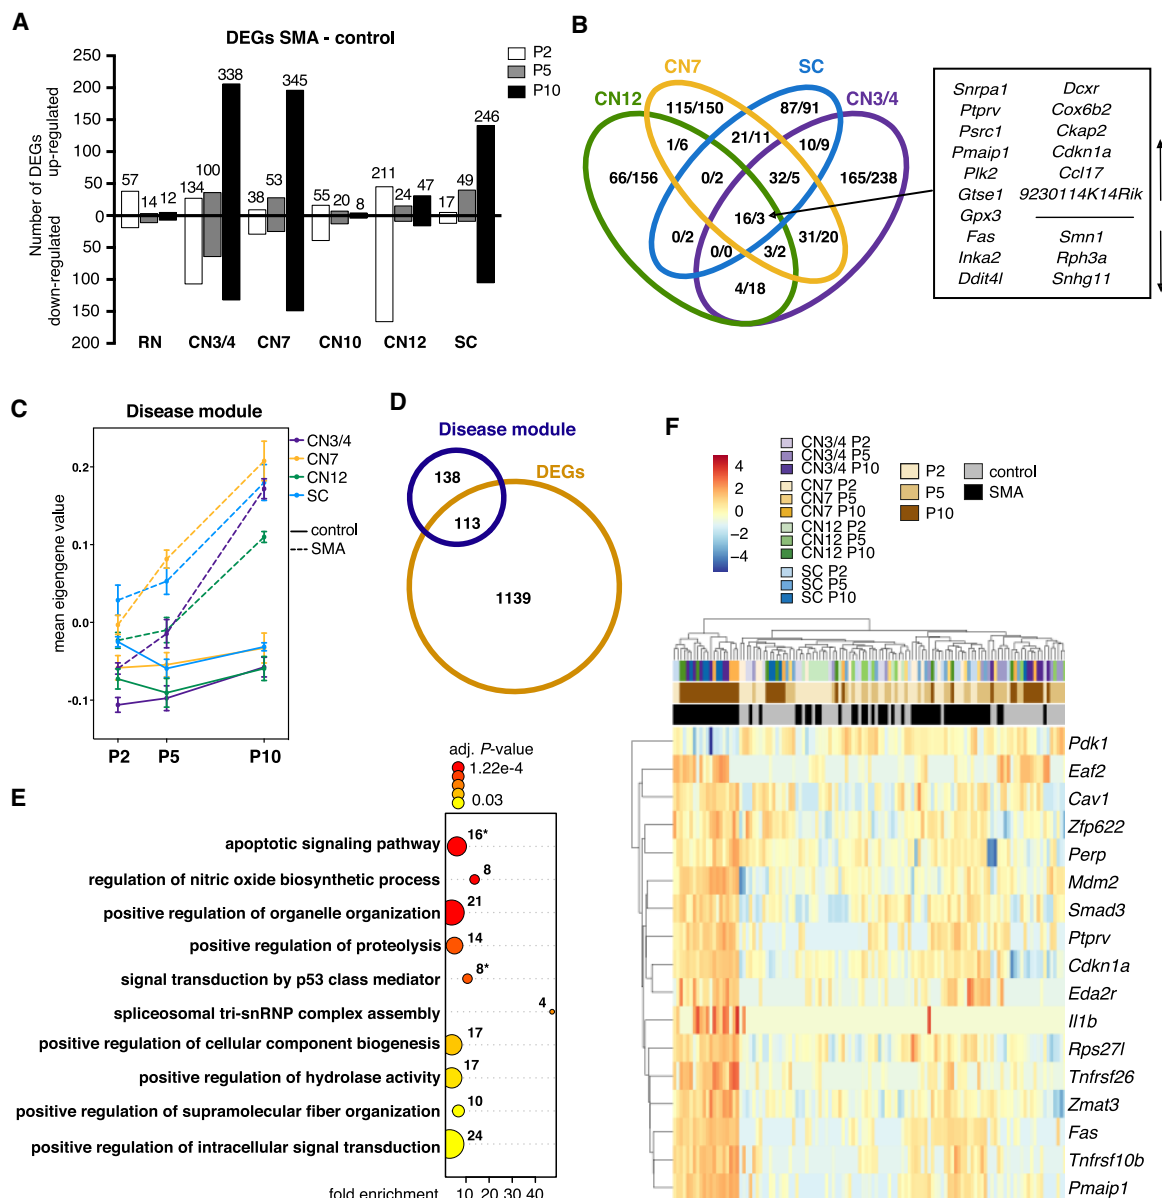 A
DEGs SMA - control
P2
P5
P10
Number of DEGs
down-regulated up-regulated
250
200
150
100
50
0
50
100
150
200
57
14
12
134
100
338
38
53
345
55
20
8
211
24
47
17
49
246
RN CN3/4 CN7 CN10 CN12 SC
B
CN7
SC
CN12
CN3/4
115/150
87/91
1/6
21/11
10/9
66/156
0/2
32/5
165/238
16/3
0/2
31/20
0/0
3/2
4/18
Snrpa1 Dcxr
Ptprv Cox6b2
Psrc1 Ckap2
Pmaip1 Cdkn1a
Plk2 Ccl17
Gtse1 9230114K14Rik
Gpx3
Fas Smn1
Inka2 Rph3a
Ddit4l Snhg11
C
Disease module
mean eigengene value
0.2
0.1
0.0
-0.1
P2 P5 P10
CN3/4
CN7
CN12
SC
control
SMA
D
Disease module
DEGs
138
113
1139
E
adj. P-value
1.22e-4
0.03
apoptotic signaling pathway 16*
regulation of nitric oxide biosynthetic process 8
positive regulation of organelle organization 21
positive regulation of proteolysis 14
signal transduction by p53 class mediator 8*
spliceosomal tri-snRNP complex assembly 4
positive regulation of cellular component biogenesis 17
positive regulation of hydrolase activity 17
positive regulation of supramolecular fiber organization 10
positive regulation of intracellular signal transduction 24
fold enrichment 10 20 30 40
F
4
2
0
−2
−4
CN3/4 P2
CN3/4 P5
CN3/4 P10
CN7 P2
CN7 P5
CN7 P10
CN12 P2
CN12 P5
CN12 P10
SC P2
SC P5
SC P10
P2
P5
P10
control
SMA
Pdk1
Eaf2
Cav1
Zfp622
Perp
Mdm2
Smad3
Ptprv
Cdkn1a
Eda2r
Il1b
Rps27l
Tnfrsf26
Zmat3
Fas
Tnfrsf10b
Pmaip1